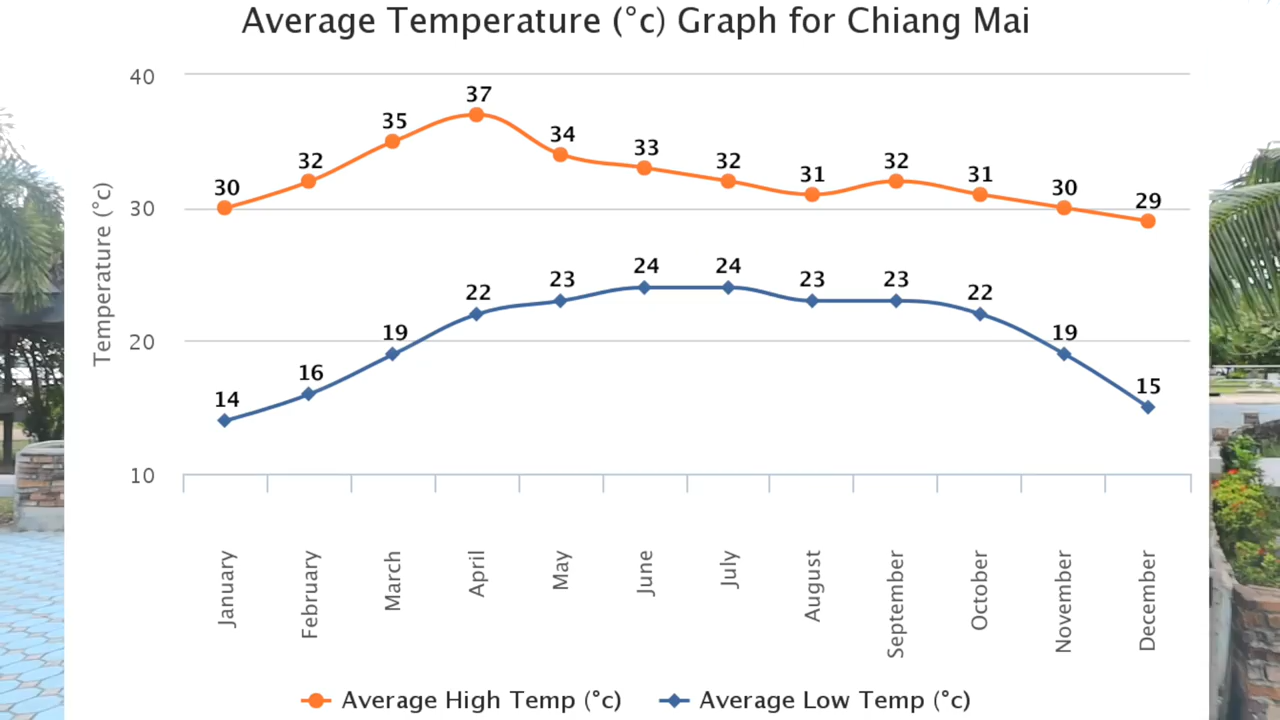 Average Temperature (°c) Graph for Chiang Mai
Temperature (°c)
40
30
20
10
30
32
35
37
34
33
32
31
32
31
30
29
14
16
19
22
23
24
24
23
23
22
19
15
January
February
March
April
May
June
July
August
September
October
November
December
Average High Temp (°c)
Average Low Temp (°c)